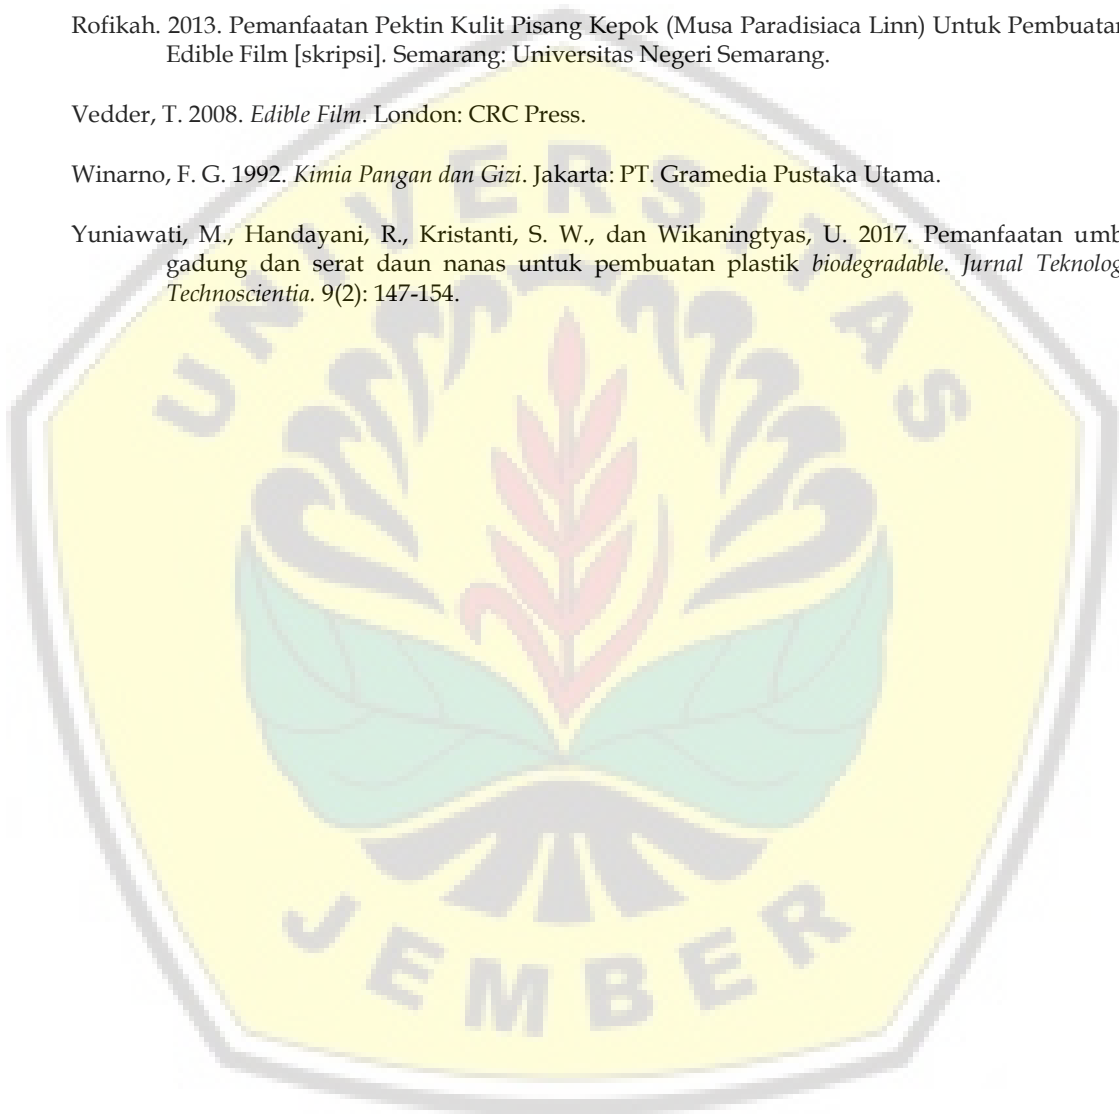 Rofikah. 2013. Pemanfaatan Pektin Kulit Pisang Kepok (Musa Paradisiaca Linn) Untuk Pembuatan
Edible Film [skripsi]. Semarang: Universitas Negeri Semarang.
Vedder, T. 2008. Edible Film. London: CRC Press.
Winarno, F. G. 1992. Kimia Pangan dan Gizi. Jakarta: PT. Gramedia Pustaka Utama.
Yuniawati, M., Handayani, R., Kristanti, S. W., dan Wikaningtyas, U. 2017. Pemanfaatan umb
gadung dan serat daun nanas untuk pembuatan plastik biodegradable. Jurnal Teknolog
Technoscientia. 9(2): 147-154.
UNIVERSITAS
JEMBER